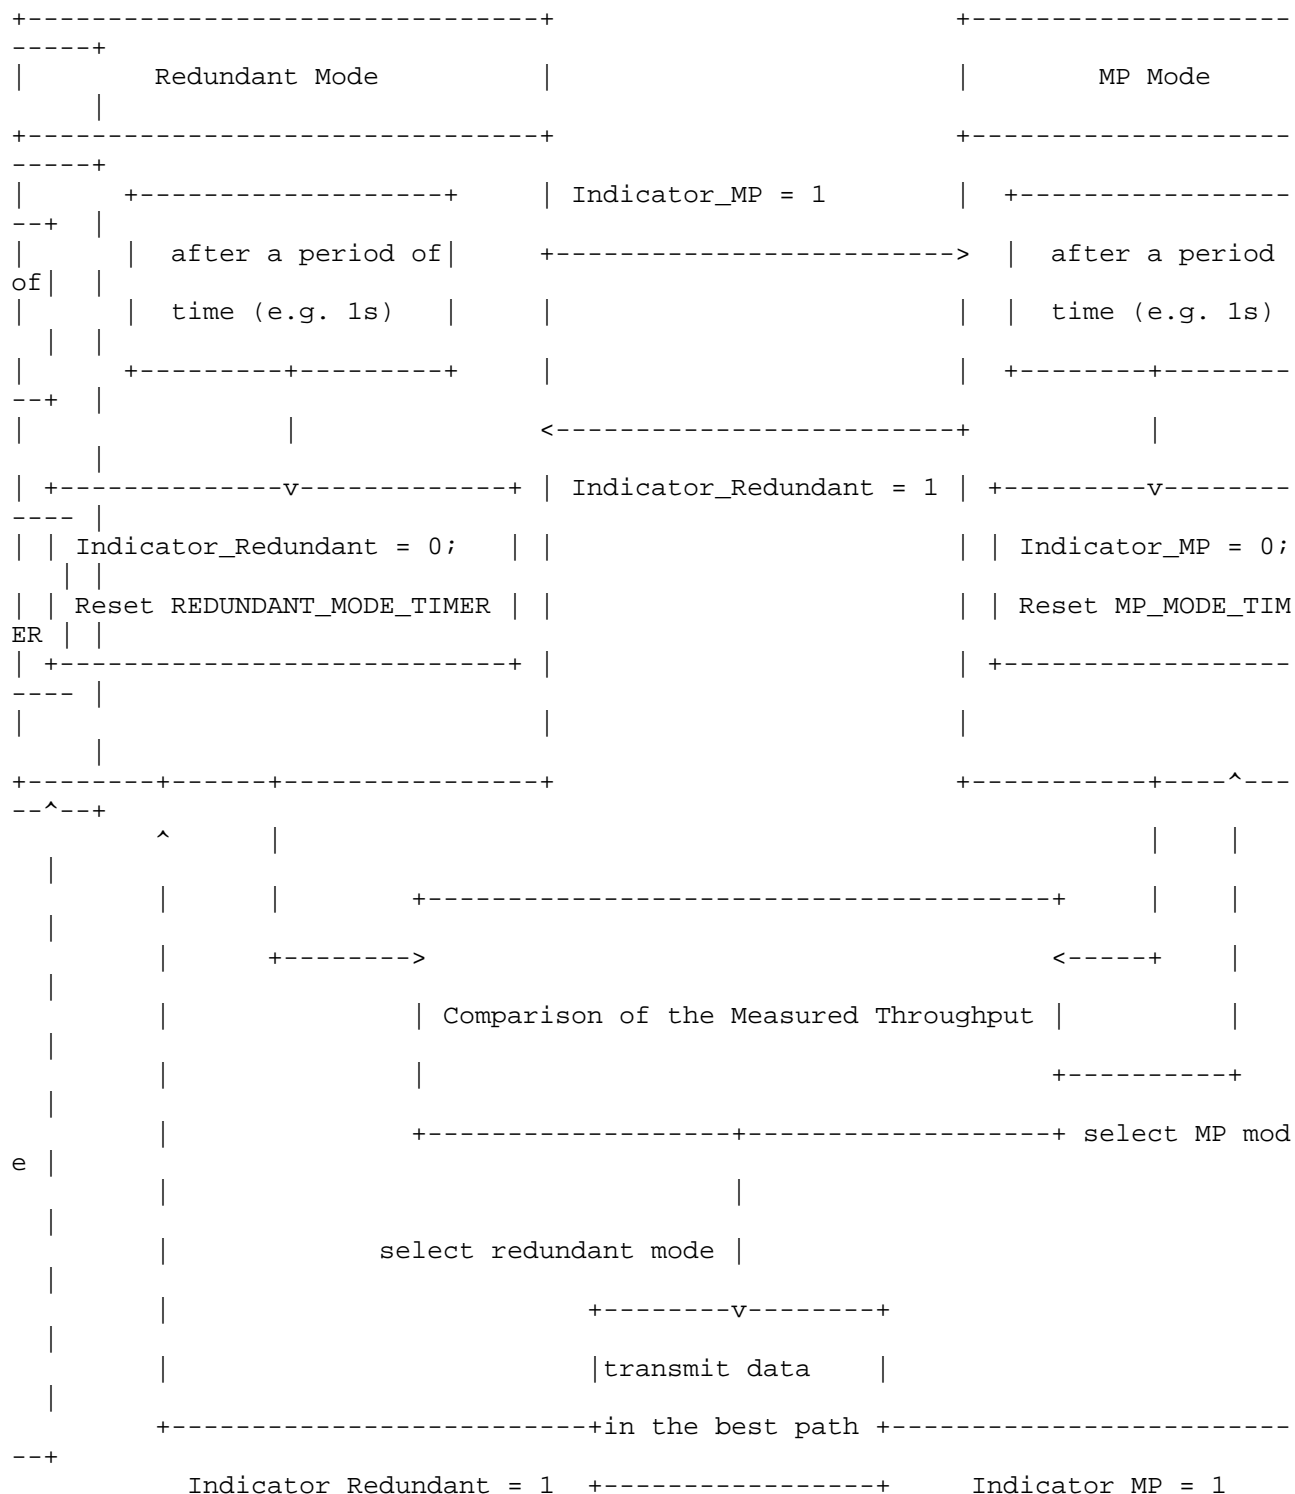 +--------------------------------+                         +--------------------
-----+
|        Redundant Mode          |                         |        MP Mode
     |
+--------------------------------+                         +--------------------
-----+
|      +-------------------+     | Indicator_MP = 1        |  +-----------------
--+  |
|      |  after a period of|     +------------------------->  |  after a period
of|  |
|      |  time (e.g. 1s)   |     |                         |  |  time (e.g. 1s)
  |  |
|      +---------+---------+     |                         |  +--------+--------
--+  |
|                |               <-------------------------+           |
     |
| +--------------v-------------+ | Indicator_Redundant = 1 | +---------v--------
---- |
| | Indicator_Redundant = 0;   | |                         | | Indicator_MP = 0;
   | |
| | Reset REDUNDANT_MODE_TIMER | |                         | | Reset MP_MODE_TIM
ER | |
| +----------------------------+ |                         | +------------------
---- |
|                                |                         |
     |
+--------+------+----------------+                         +-----------+----^---
--^--+
         ^      |                                                      |    |
  |
         |      |        +---------------------------------------+     |    |
  |
         |      +-------->                                       <-----+    |
  |
         |               | Comparison of the Measured Throughput |          |
  |
         |               |                                       +----------+
  |
         |               +-------------------+-------------------+ select MP mod
e |
         |                                   |
  |
         |             select redundant mode |
  |
         |                          +--------v--------+
  |
         |                          |transmit data    |
  |
         +--------------------------+in the best path +-------------------------
--+
           Indicator Redundant = 1  +-----------------+     Indicator MP = 1